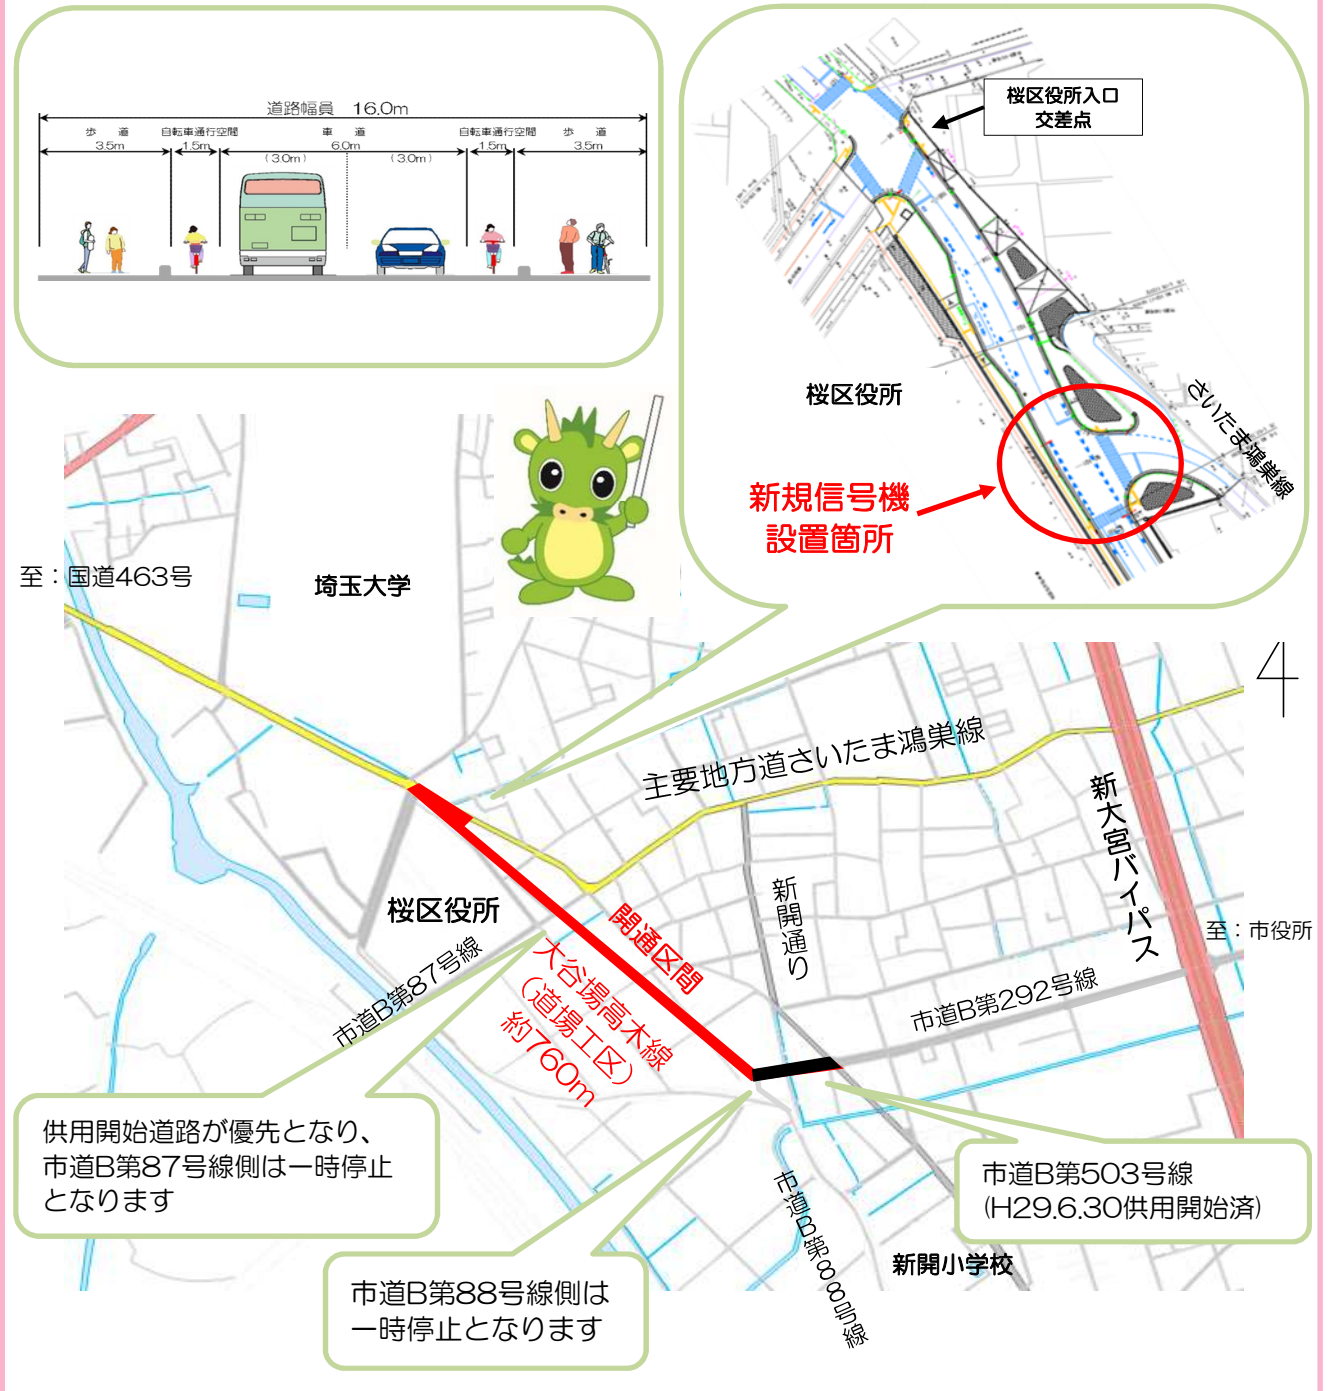 道路幅員 16.0m
歩 道
自転車通行空間
車 道
自転車通行空間
歩 道
3.5m
1.5m
6.0m
1.5m
3.5m
(3.0m)
(3.0m)
桜区役所入口
交差点
桜区役所
さいたま鴻巣線
新規信号機
設置箇所
至：国道463号
埼玉大学
4
主要地方道さいたま鴻巣線
新大宮バイパス
桜区役所
新開通り
至：市役所
開通区間
市道B第87号線
大谷場高木線
（道場工区）
約760m
市道B第292号線
供用開始道路が優先となり、
市道B第87号線側は一時停止
となります
市道B第503号線
(H29.6.30供用開始済)
市道B第88号線
新開小学校
市道B第88号線側は
一時停止となります